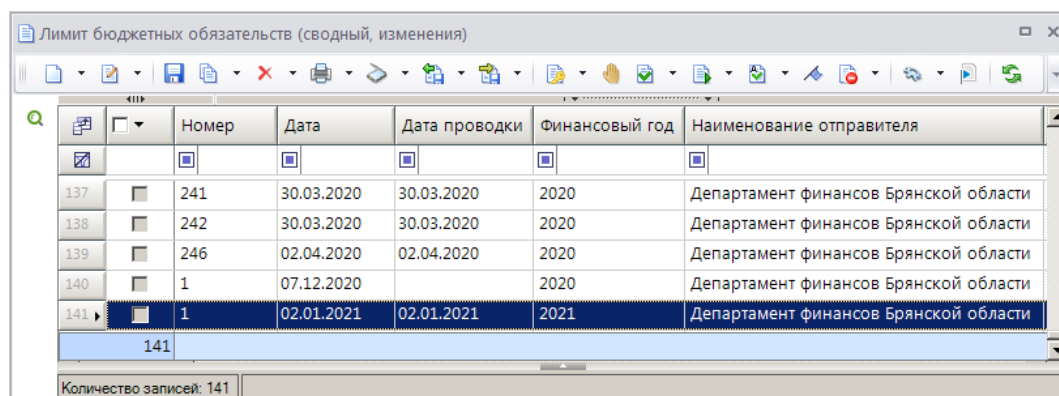 Лимит бюджетных обязательств (сводный, изменения)
Номер Дата Дата проводки Финансовый год Наименование отправителя
137 241 30.03.2020 30.03.2020 2020 Департамент финансов Брянской области
138 242 30.03.2020 30.03.2020 2020 Департамент финансов Брянской области
139 246 02.04.2020 02.04.2020 2020 Департамент финансов Брянской области
140 1 07.12.2020 2020 Департамент финансов Брянской области
141 1 02.01.2021 02.01.2021 2021 Департамент финансов Брянской области
141
Количество записей: 141